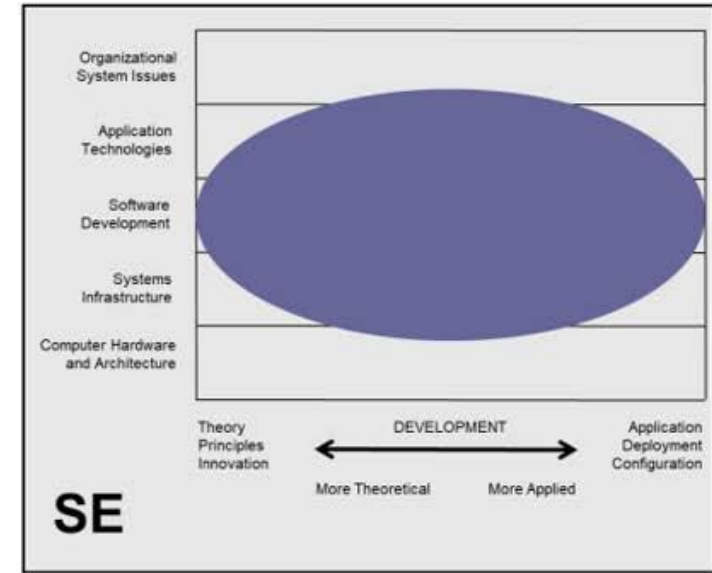 Organizational
System Issues
Application
Technologies
Software
Development
Systems
Infrastructure
Computer Hardware
and Architecture
Theory
Principles
Innovation
DEVELOPMENT
Application
Deployment
Configuration
More Theoretical
More Applied
SE